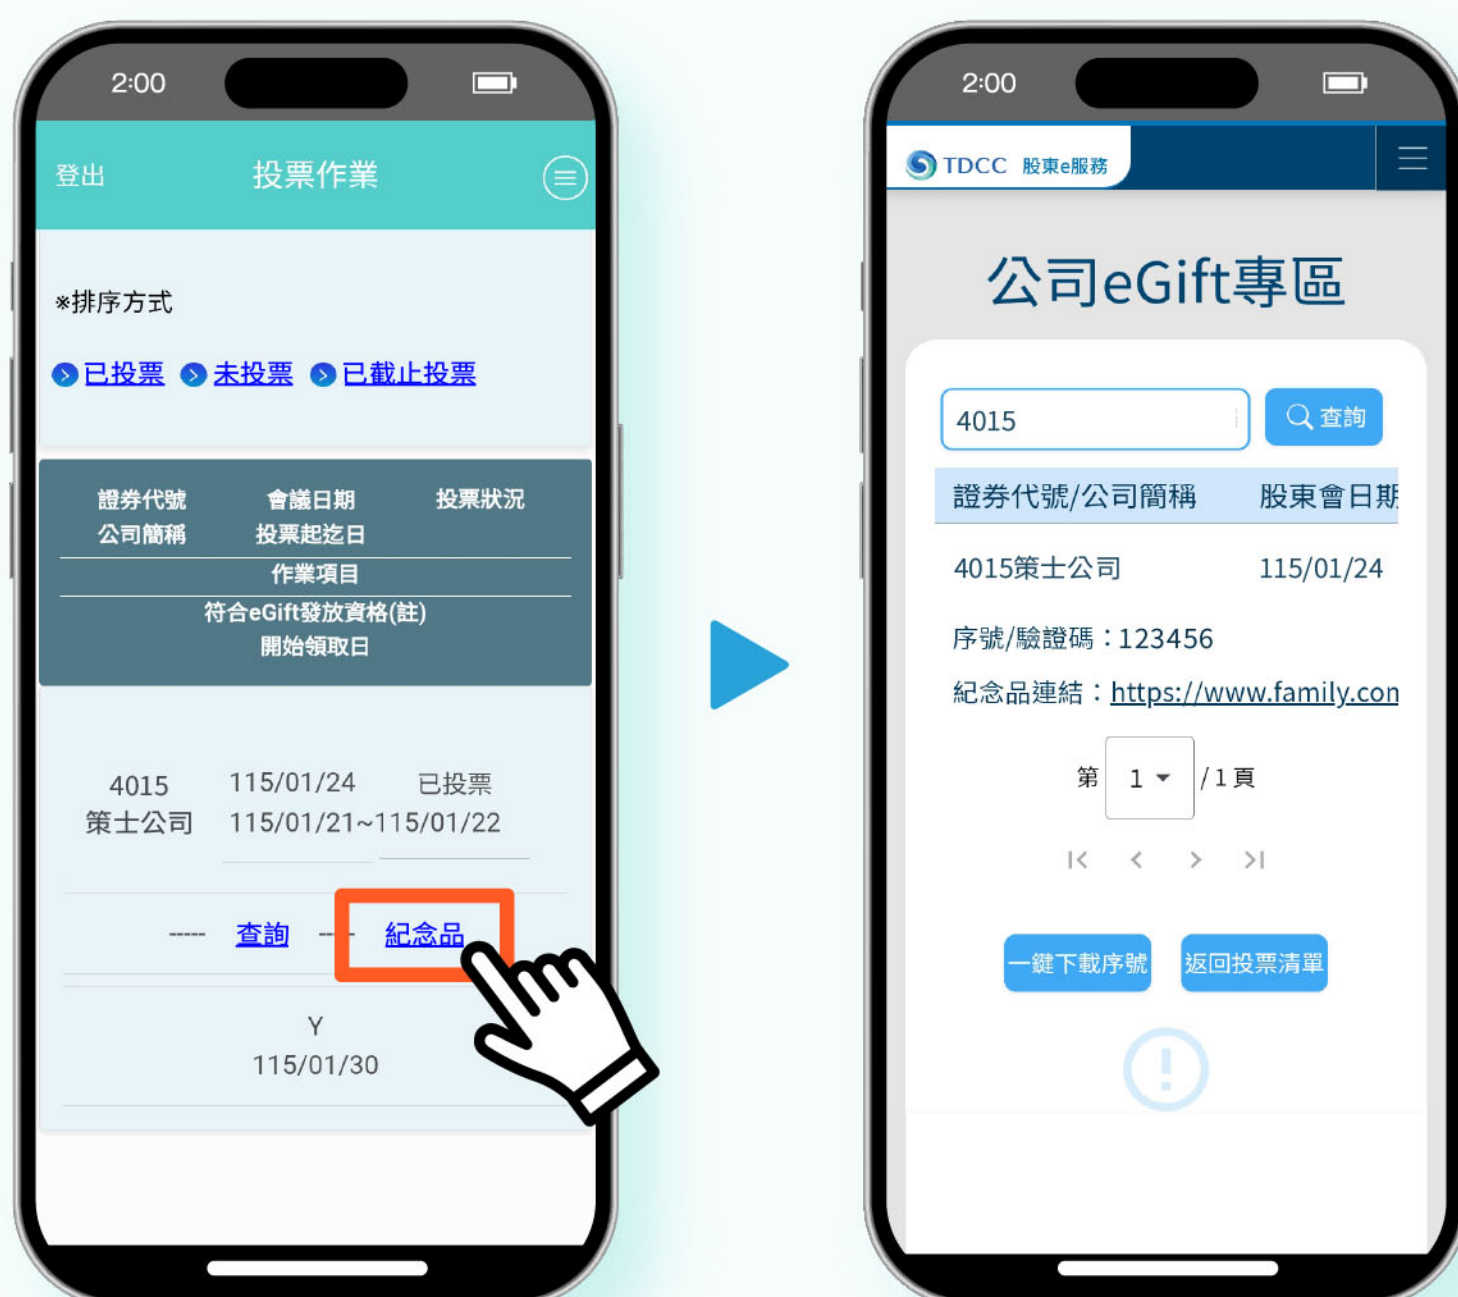 2:00
登出 投票作業
※排序方式
已投票 未投票 已截止投票
證券代號 會議日期 投票狀況
公司簡稱 投票起迄日
作業項目
符合eGift發放資格(註)
開始領取日
4015 115/01/24 已投票
策士公司 115/01/21~115/01/22
----- 查詢 ----- 紀念品
Y
115/01/30
2:00
TDCC 股東e服務
公司eGift專區
4015 查詢
證券代號/公司簡稱 股東會日期
4015策士公司 115/01/24
序號/驗證碼：123456
紀念品連結：https://www.family.con
第 1 / 1 頁
一鍵下載序號 返回投票清單